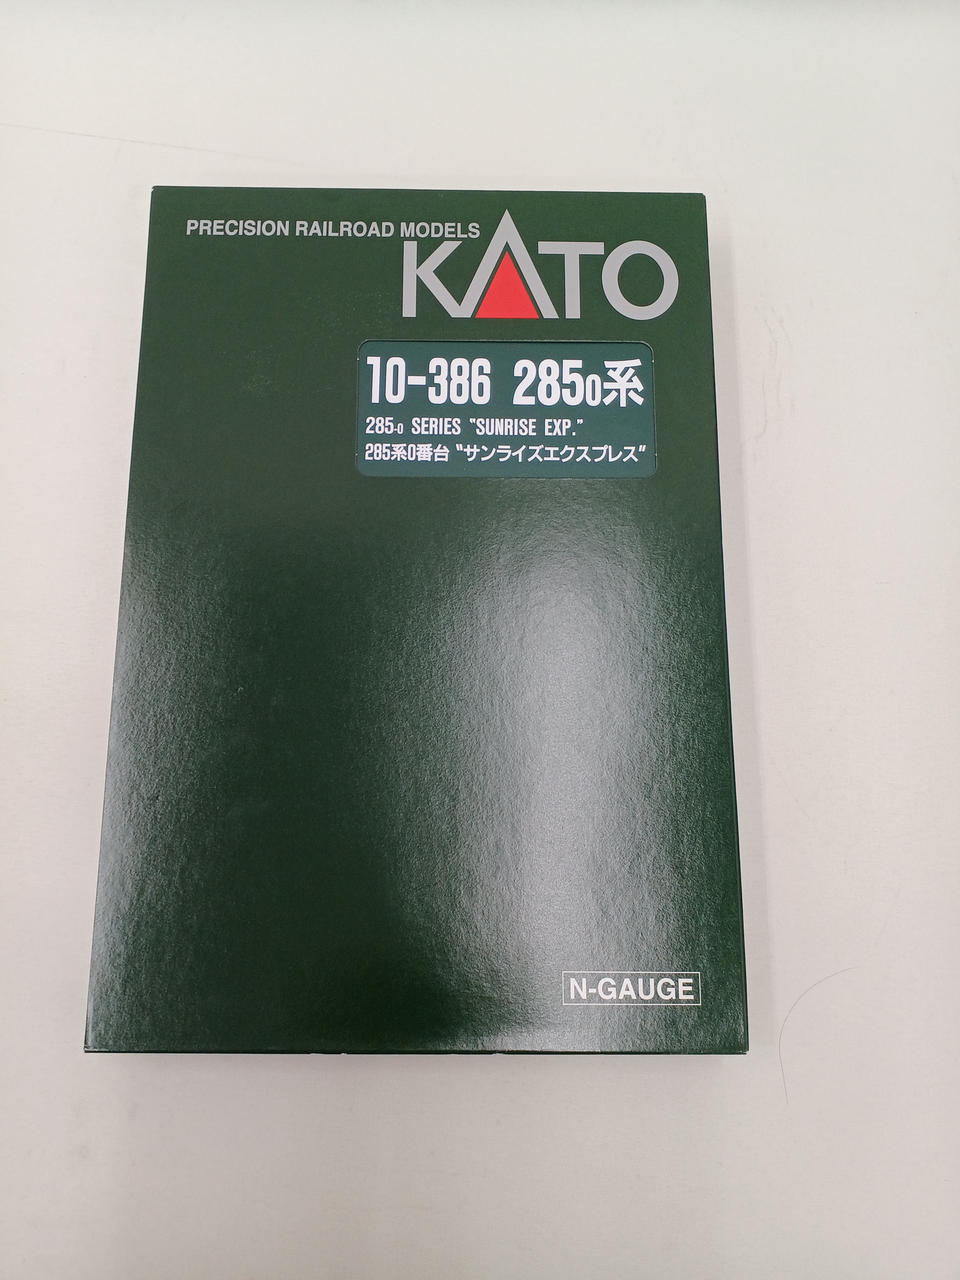 PRECISION RAILROAD MODELS
KATO
10-386 285₀系
285-0 SERIES "SUNRISE EXP."
285系0番台 "サンライズエクスプレス"
N-GAUGE